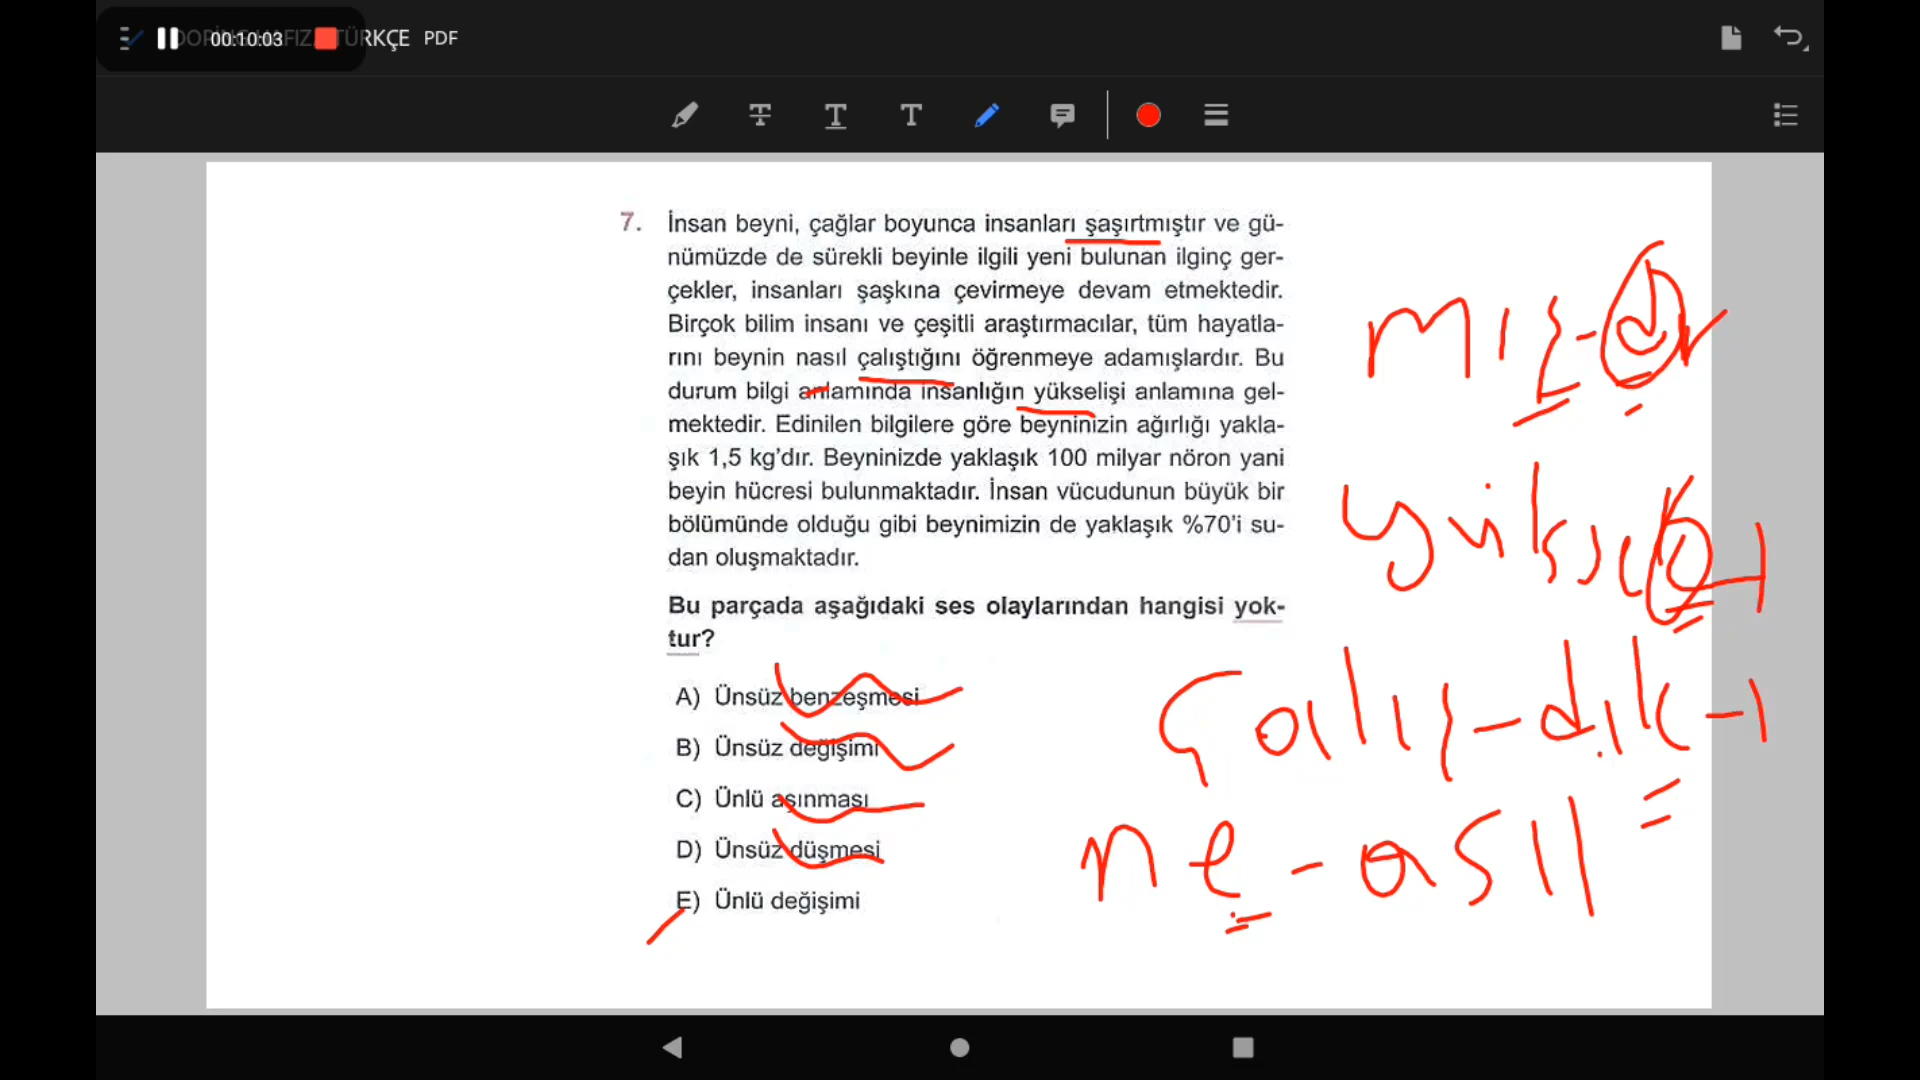 00:10:03
TÜRKÇE PDF
7. İnsan beyni, çağlar boyunca insanları şaşırtmıştır ve gü-
nümüzde de sürekli beyinle ilgili yeni bulunan ilginç ger-
çekler, insanları şaşkına çevirmeye devam etmektedir.
Birçok bilim insanı ve çeşitli araştırmacılar, tüm hayatla-
rını beynin nasıl çalıştığını öğrenmeye adamışlardır. Bu
durum bilgi anlamında insanlığın yükselişi anlamına gel-
mektedir. Edinilen bilgilere göre beyninizin ağırlığı yakla-
şık 1,5 kg'dır. Beyninizde yaklaşık 100 milyar nöron yani
beyin hücresi bulunmaktadır. İnsan vücudunun büyük bir
bölümünde olduğu gibi beynimizin de yaklaşık %70'i su-
dan oluşmaktadır.
Bu parçada aşağıdaki ses olaylarından hangisi yok-
tur?
A) Ünsüz benzeşmesi
B) Ünsüz değişimi
C) Ünlü aşınması
D) Ünsüz düşmesi
E) Ünlü değişimi
mış-dır
yüksek-l
çalış-dık-ı
ne-asıl